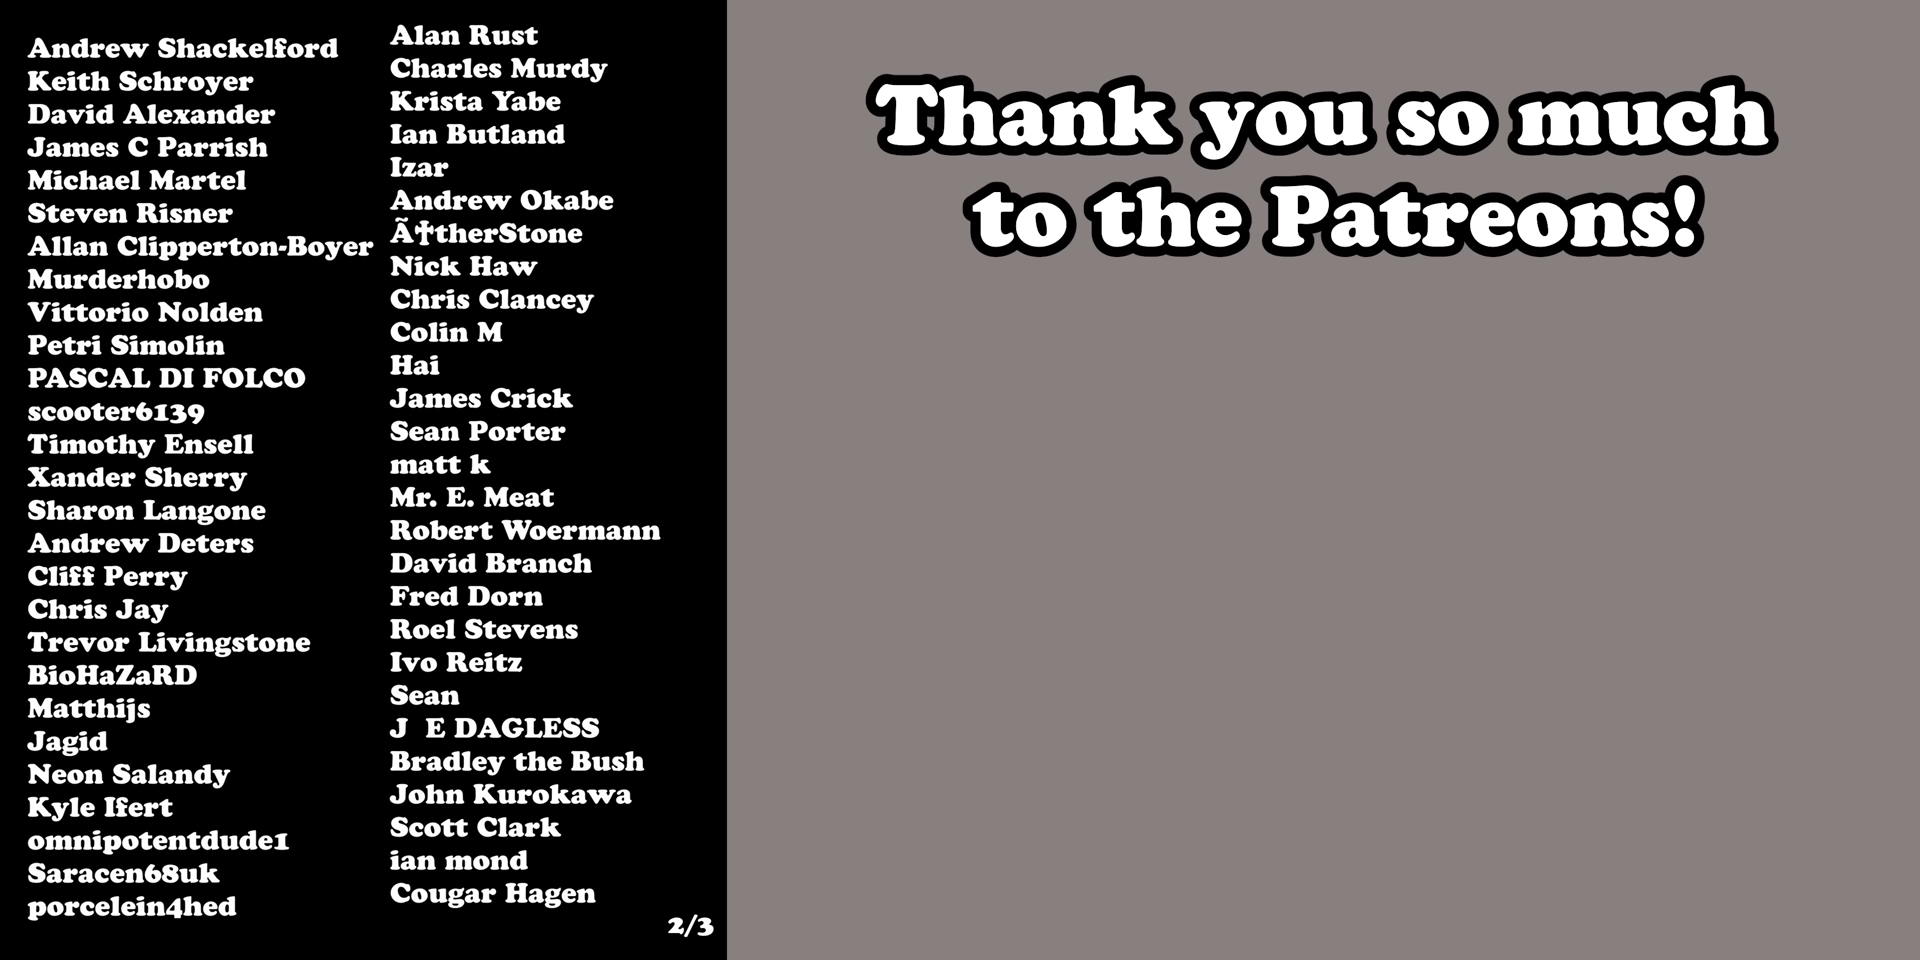 Andrew Shackelford
Keith Schroyer
David Alexander
James C Parrish
Michael Martel
Steven Risner
Allan Clipperton-Boyer
Murderhobo
Vittorio Nolden
Petri Simolin
PASCAL DI FOLCO
scooter6139
Timothy Ensell
Xander Sherry
Sharon Langone
Andrew Deters
Cliff Perry
Chris Jay
Trevor Livingstone
BioHaZaRD
Matthijs
Jagid
Neon Salandy
Kyle Ifert
omnipotentdude1
Saracen68uk
porcelein4hed
Alan Rust
Charles Murdy
Krista Yabe
Ian Butland
Izar
Andrew Okabe
Ã†therStone
Nick Haw
Chris Clancey
Colin M
Hai
James Crick
Sean Porter
matt k
Mr. E. Meat
Robert Woermann
David Branch
Fred Dorn
Roel Stevens
Ivo Reitz
Sean
J  E DAGLESS
Bradley the Bush
John Kurokawa
Scott Clark
ian mond
Cougar Hagen
2/3
Thank you so much
to the Patreons!